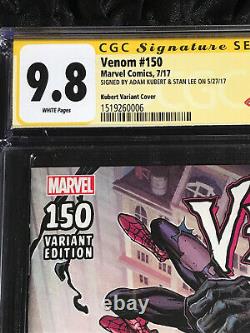 CGC Signature SE
9.8
WHITE Pages
Venom #150
Marvel Comics, 7/17
SIGNED BY ADAM KUBERT & STAN LEE ON 5/27/17
Kubert Variant Cover
1519260006
MARVEL
150
VARIANT
EDITION
VE